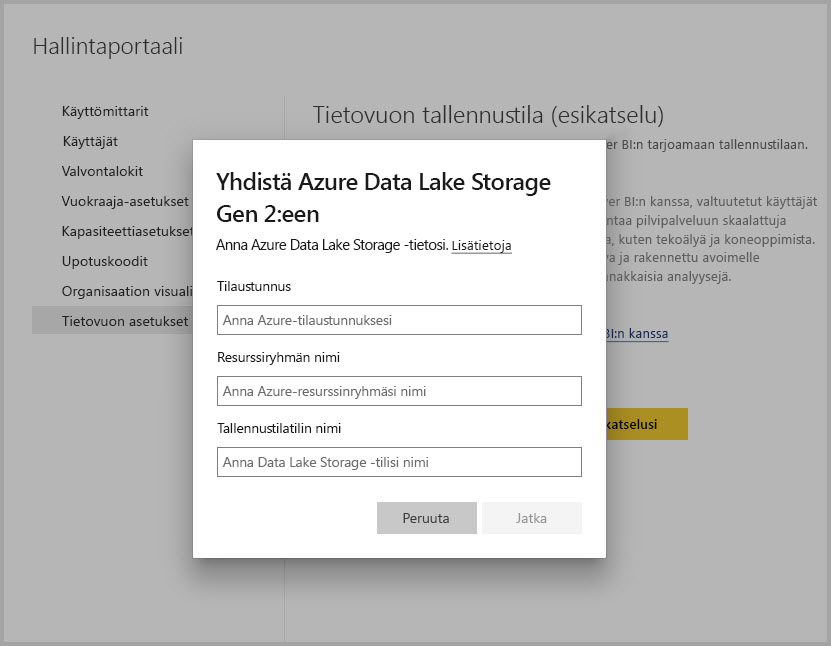 Hallintaportaali
Käyttömittarit
Käyttäjät
Valvontalokit
Vuokraaja-asetukset
Kapasiteettiasetukset
Upotuskoodit
Organisaation visuali
Tietovuon asetukset
Tietovuon tallennustila (esikatselu)
er BI:n tarjoamaan tallennustilaan.
er BI:n kanssa, valtuutetut käyttäjät
ntaa pilvipalveluun skaalattuja
a, kuten tekoälyä ja koneoppimista.
va ja rakennettu avoimelle
nakkaisia analyysejä.
BI:n kanssa
katselusi
Yhdistä Azure Data Lake Storage
Gen 2:een
Anna Azure Data Lake Storage -tietosi. Lisätietoja
Tilaustunnus
Anna Azure-tilaustunnuksesi
Resurssiryhmän nimi
Anna Azure-resurssinryhmäsi nimi
Tallennustilatilin nimi
Anna Data Lake Storage -tilisi nimi
Peruuta
Jatka